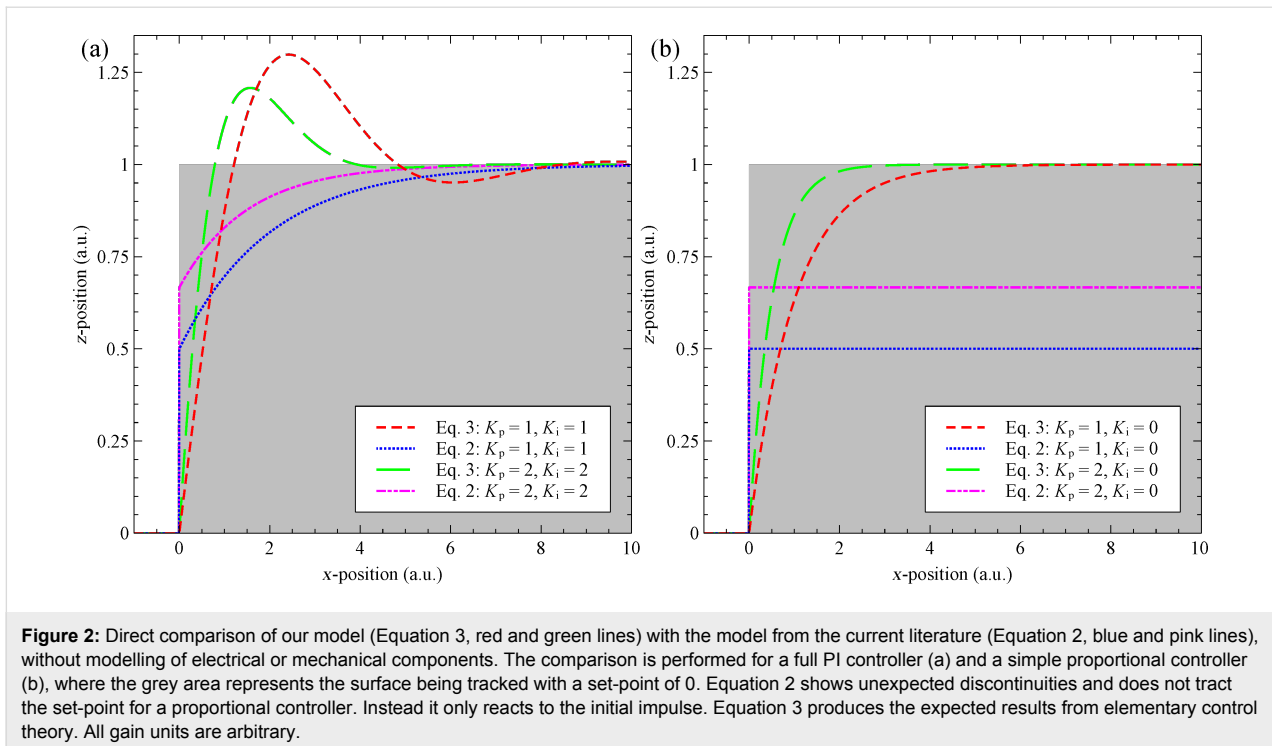 (a)
1.25
1
0.75
0.5
0.25
0
z-position (a.u.)
Eq. 3: Kp = 1, Ki = 1
Eq. 2: Kp = 1, Ki = 1
Eq. 3: Kp = 2, Ki = 2
Eq. 2: Kp = 2, Ki = 2
0 2 4 6 8 10
x-position (a.u.)
(b)
1.25
1
0.75
0.5
0.25
0
z-position (a.u.)
Eq. 3: Kp = 1, Ki = 0
Eq. 2: Kp = 1, Ki = 0
Eq. 3: Kp = 2, Ki = 0
Eq. 2: Kp = 2, Ki = 0
0 2 4 6 8 10
x-position (a.u.)
Figure 2: Direct comparison of our model (Equation 3, red and green lines) with the model from the current literature (Equation 2, blue and pink lines),
without modelling of electrical or mechanical components. The comparison is performed for a full PI controller (a) and a simple proportional controller
(b), where the grey area represents the surface being tracked with a set-point of 0. Equation 2 shows unexpected discontinuities and does not tract
the set-point for a proportional controller. Instead it only reacts to the initial impulse. Equation 3 produces the expected results from elementary control
theory. All gain units are arbitrary.